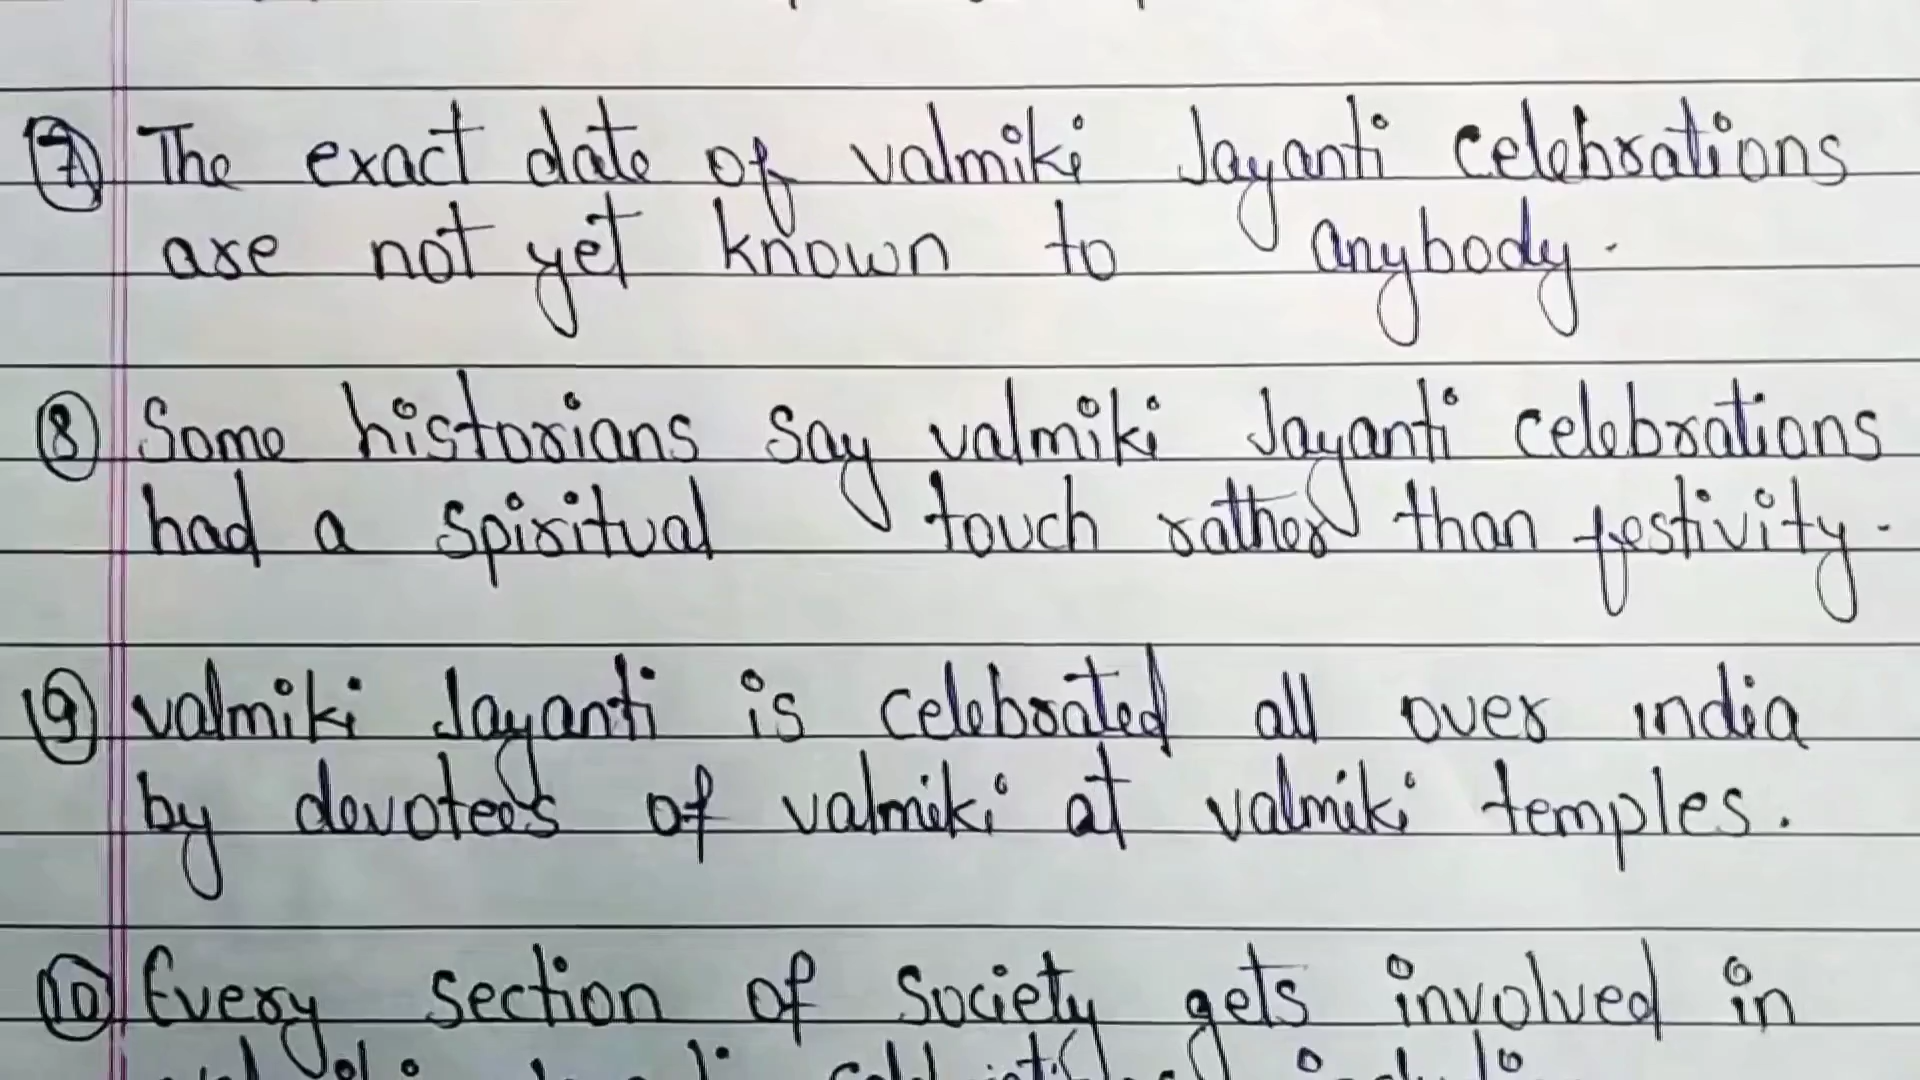 7 The exact date of valmiki Jayanti celebrations
are not yet known to anybody.
8 Some historians say valmiki Jayanti celebrations
had a spiritual touch rather than festivity.
9 valmiki Jayanti is celebrated all over india
by devotees of valmiki at valmiki temples.
10 Every section of society gets involved in